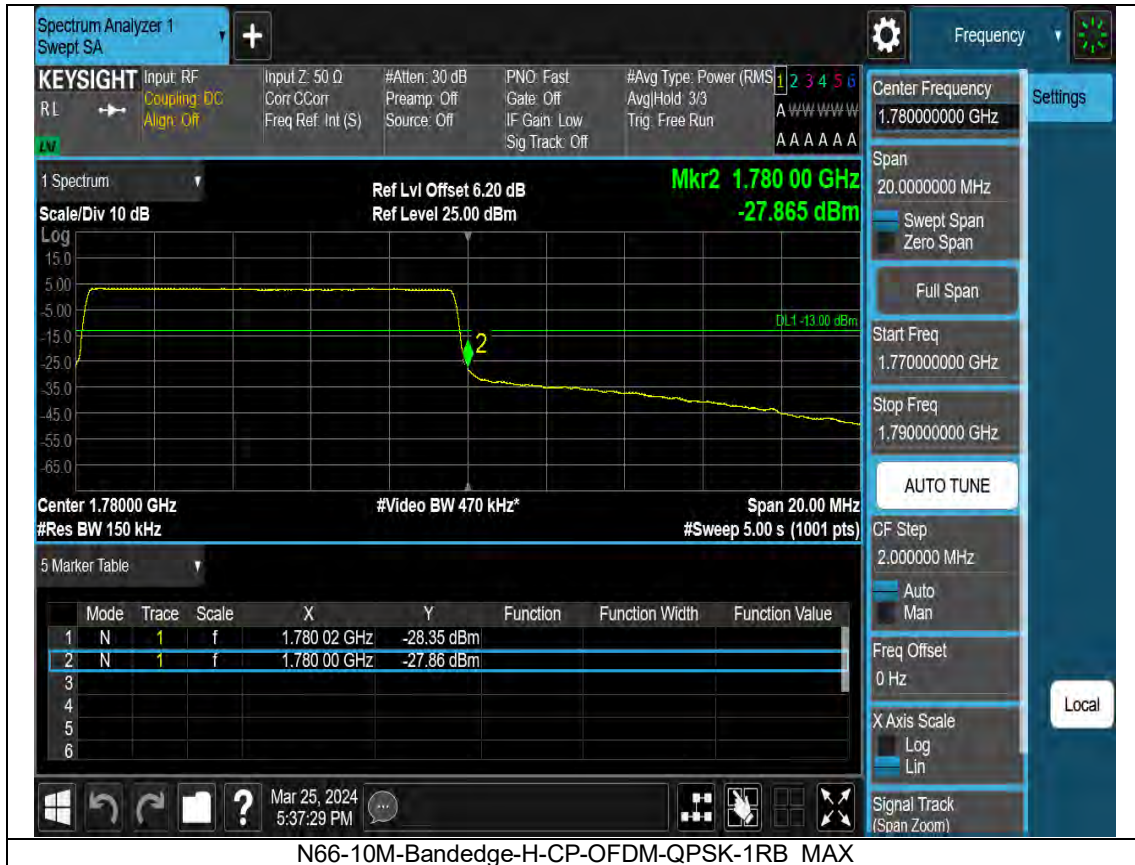 Spectrum Analyzer 1
Swept SA
Frequency
KEYSIGHT
RL
LXI
Input: RF
Coupling: DC
Align: Off
Input Z: 50 Ω
Corr CCorr
Freq Ref: Int (S)
#Atten: 30 dB
Preamp: Off
Source: Off
PNO: Fast
Gate: Off
IF Gain: Low
Sig Track: Off
#Avg Type: Power (RMS
Avg|Hold: 3/3
Trig: Free Run
1 2 3 4 5 6
A W W W W W
A A A A A A
1 Spectrum
Scale/Div 10 dB
Ref Lvl Offset 6.20 dB
Ref Level 25.00 dBm
Mkr2 1.780 00 GHz
-27.865 dBm
Log
15.0
5.00
-5.00
-15.0
-25.0
-35.0
-45.0
-55.0
-65.0
DL1 -13.00 dBm
2
Center 1.78000 GHz
#Video BW 470 kHz*
Span 20.00 MHz
#Res BW 150 kHz
#Sweep 5.00 s (1001 pts)
5 Marker Table
Mode Trace Scale X Y Function Function Width Function Value
1 N 1 f 1.780 02 GHz -28.35 dBm
2 N 1 f 1.780 00 GHz -27.86 dBm
3
4
5
6
Mar 25, 2024
5:37:29 PM
Center Frequency
1.780000000 GHz
Settings
Span
20.0000000 MHz
Swept Span
Zero Span
Full Span
Start Freq
1.770000000 GHz
Stop Freq
1.790000000 GHz
AUTO TUNE
CF Step
2.000000 MHz
Auto
Man
Freq Offset
0 Hz
Local
X Axis Scale
Log
Lin
Signal Track
(Span Zoom)
N66-10M-Bandedge-H-CP-OFDM-QPSK-1RB_MAX